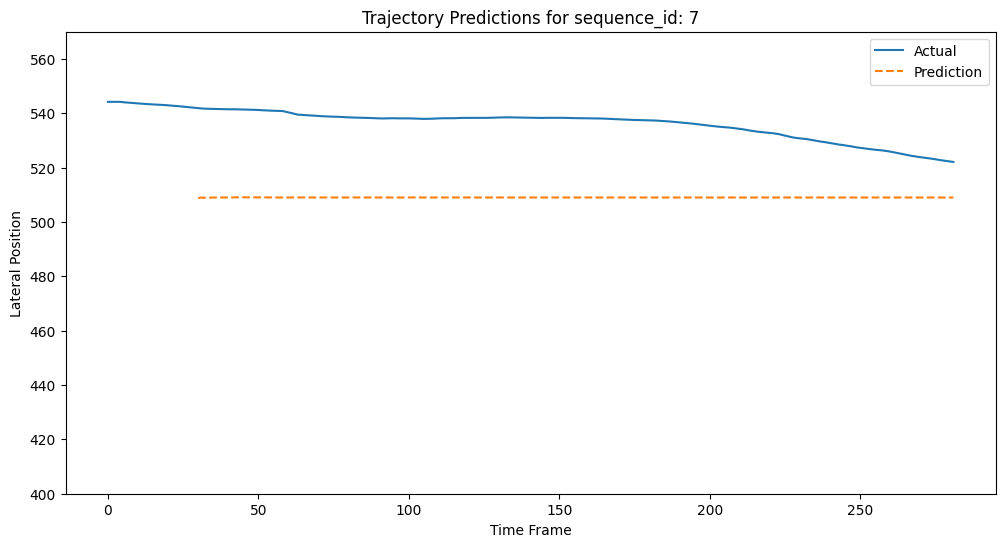 Trajectory Predictions for sequence_id: 7
Actual
Prediction
Lateral Position
560
540
520
500
480
460
440
420
400
0 50 100 150 200 250
Time Frame